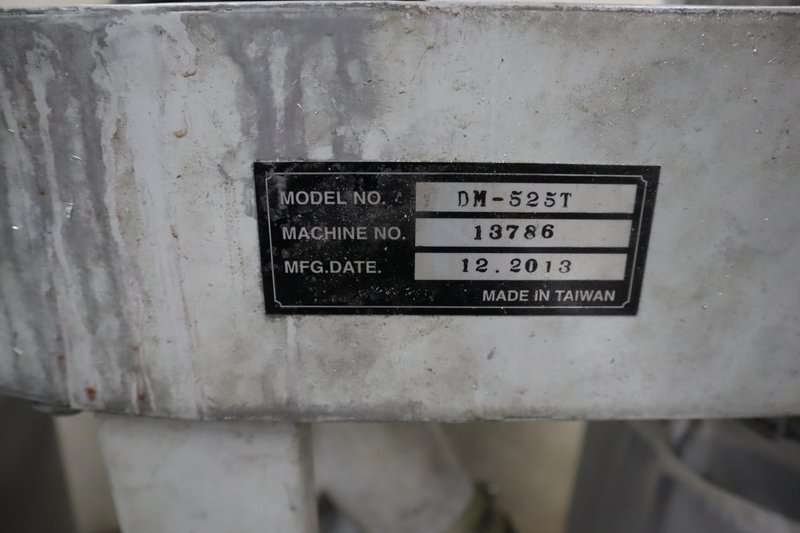 MODEL NO. DM-525T
MACHINE NO. 13786
MFG.DATE. 12.2013
MADE IN TAIWAN